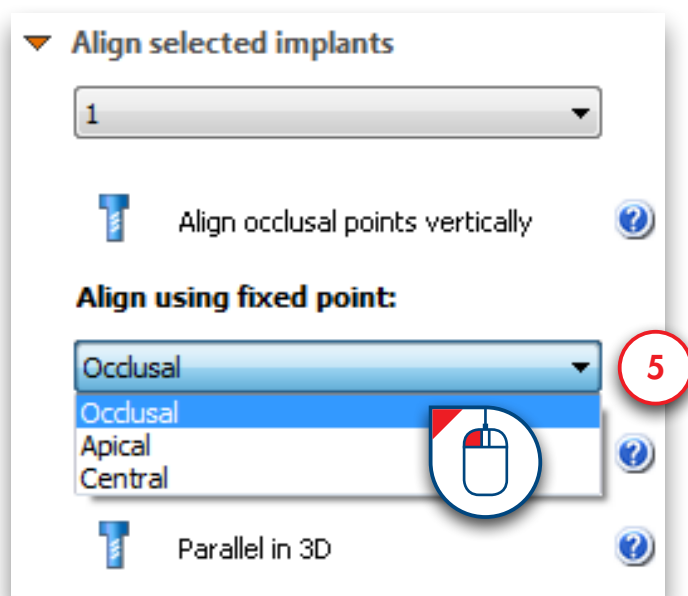 Align selected implants
1
Align occlusal points vertically
Align using fixed point:
Occlusal
5
Occlusal
Apical
Central
Parallel in 3D